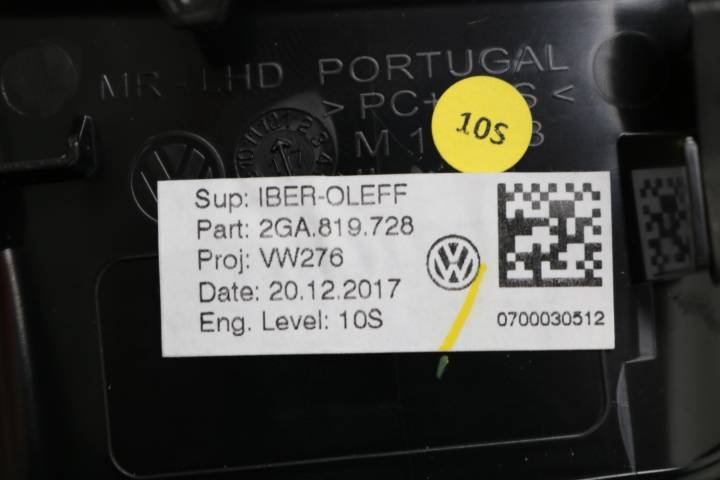 MR-LHD PORTUGAL
10S
Sup: IBER-OLEFF
Part: 2GA.819.728
Proj: VW276
Date: 20.12.2017
Eng. Level: 10S
0700030512